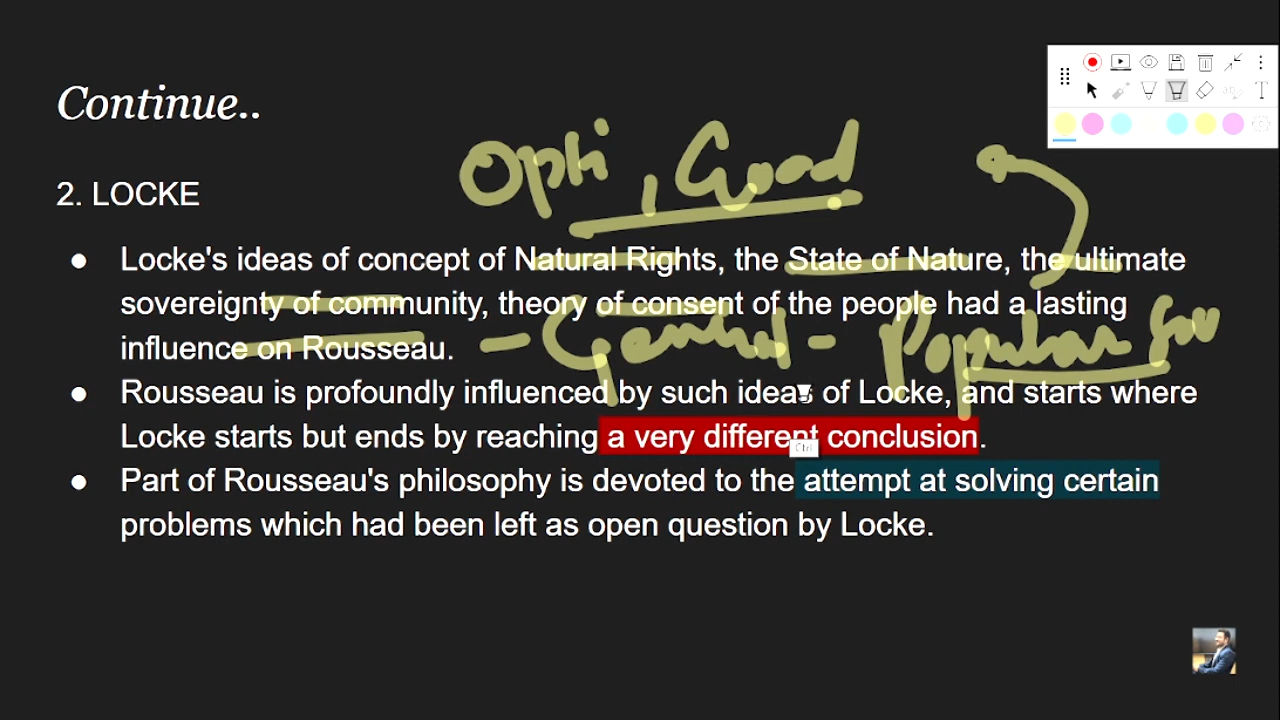 Continue..
Opti, Good
2. LOCKE
● Locke's ideas of concept of Natural Rights, the State of Nature, the ultimate
sovereignty of community, theory of consent of the people had a lasting
influence on Rousseau. - General - Popular Sov
● Rousseau is profoundly influenced by such ideas of Locke, and starts where
Locke starts but ends by reaching a very different conclusion.
Ctrl
● Part of Rousseau's philosophy is devoted to the attempt at solving certain
problems which had been left as open question by Locke.